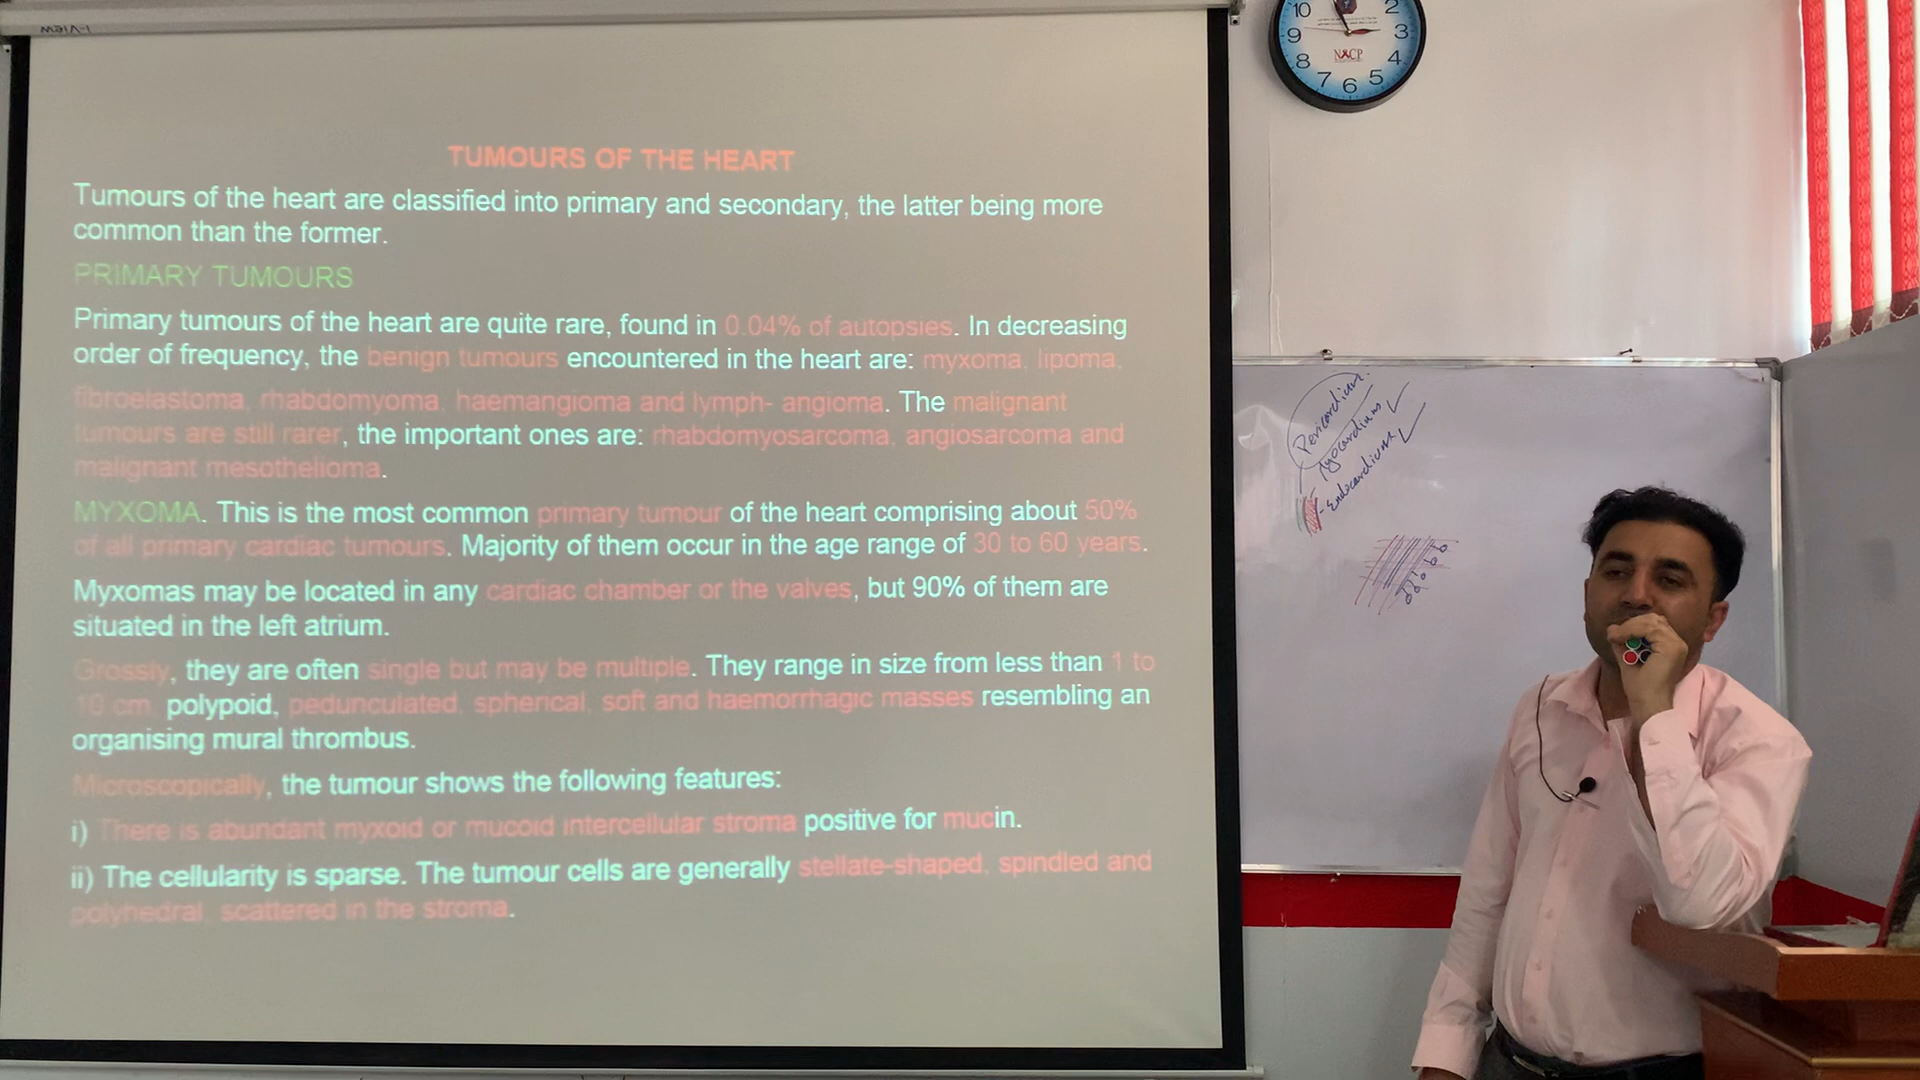 I-VIEW
TUMOURS OF THE HEART
Tumours of the heart are classified into primary and secondary, the latter being more
common than the former.
PRIMARY TUMOURS
Primary tumours of the heart are quite rare, found in 0.04% of autopsies. In decreasing
order of frequency, the benign tumours encountered in the heart are: myxoma, lipoma,
fibroelastoma, rhabdomyoma, haemangioma and lymph- angioma. The malignant
tumours are still rarer, the important ones are: rhabdomyosarcoma, angiosarcoma and
malignant mesothelioma.
MYXOMA. This is the most common primary tumour of the heart comprising about 50%
of all primary cardiac tumours. Majority of them occur in the age range of 30 to 60 years.
Myxomas may be located in any cardiac chamber or the valves, but 90% of them are
situated in the left atrium.
Grossly, they are often single but may be multiple. They range in size from less than 1 to
10 cm, polypoid, pedunculated, spherical, soft and haemorrhagic masses resembling an
organising mural thrombus.
Microscopically, the tumour shows the following features:
i) There is abundant myxoid or mucoid intercellular stroma positive for mucin.
ii) The cellularity is sparse. The tumour cells are generally stellate-shaped, spindled and
polyhedral, scattered in the stroma.
10 2
9 3
NACP
8 4
7 6 5
Pericardium
Myocardium
- Endocardium